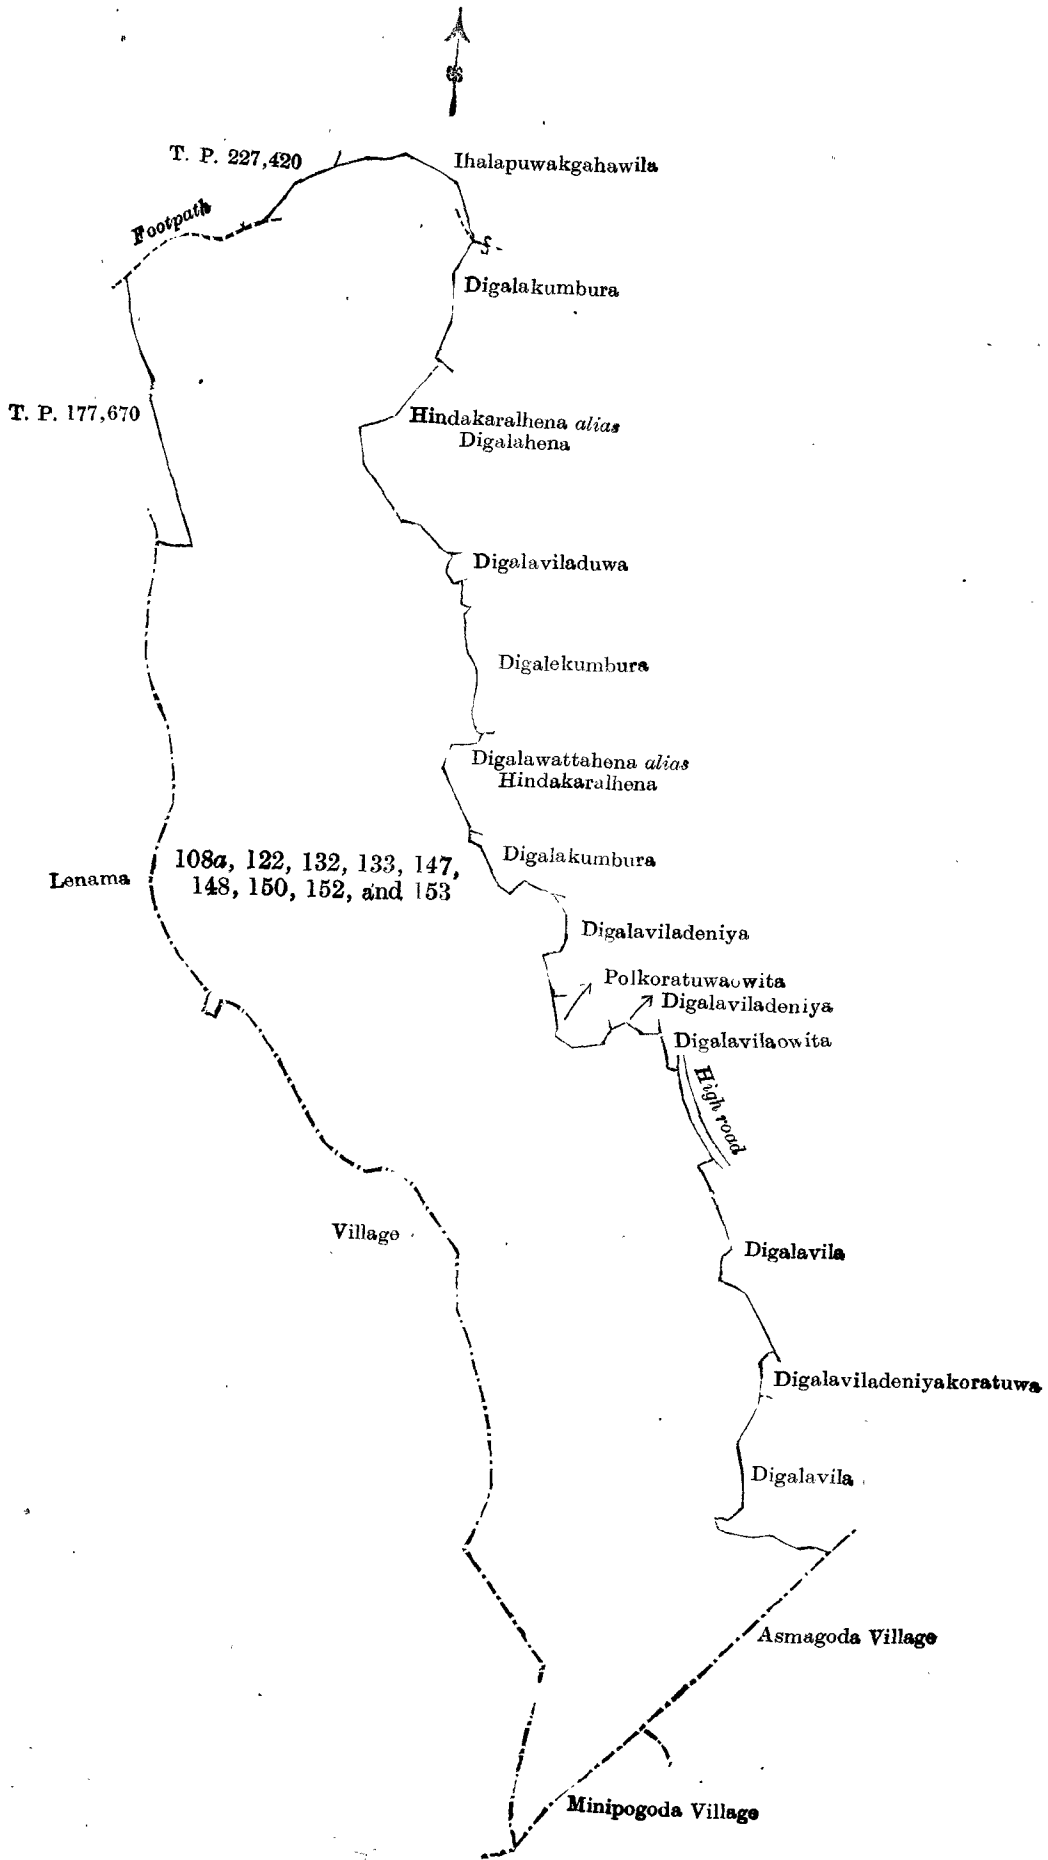 T. P. 227,420
Ihalapuwakgahawila
Footpath
Digalakumbura
T. P. 177,670
Hindakaralhena alias
Digalahena
Digalaviladuwa
Digalekumbura
Digalawattahena alias
Hindakaralhena
108a, 122, 132, 133, 147,
148, 150, 152, and 153
Digalakumbura
Lenama
Digalaviladeniya
Polkoratuwaowita
Digalaviladeniya
Digalavilaowita
High road
Village
Digalavila
Digalaviladeniyakoratuwa
Digalavila
Asmagoda Village
Minipogoda Village